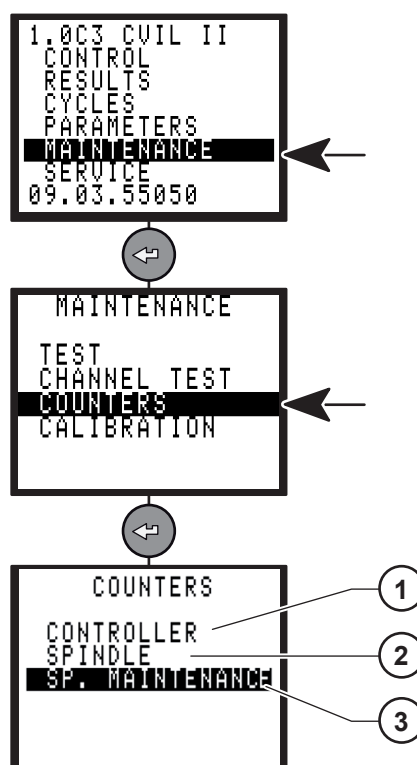 1.0C3 CVIL II
CONTROL
RESULTS
CYCLES
PARAMETERS
MAINTENANCE
SERVICE
09.03.55050
MAINTENANCE
TEST
CHANNEL TEST
COUNTERS
CALIBRATION
COUNTERS
CONTROLLER
SPINDLE
SP. MAINTENANCE
1
2
3